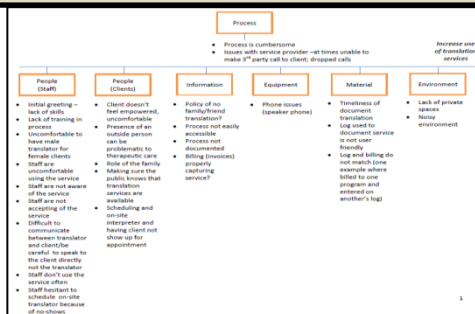 Process
• Process is cumbersome
• Issues with service provider –at times unable to
make 3rd party call to client; dropped calls
Increase use
of translation
services
People
(Staff)
• Initial greeting –
lack of skills
• Lack of training in
process
• Uncomfortable to
have male
translator for
female clients
• Staff are
uncomfortable
using the service
• Staff are not aware
of the service
• Staff are not
accepting of the
service
• Difficult to
communicate
between translator
and client/be
careful to speak to
the client directly
not the translator
• Staff don't use the
service often
• Staff hesitant to
schedule on-site
translator because
of no-shows
People
(Clients)
• Client doesn't
feel empowered,
uncomfortable
• Presence of an
outside person
can be
problematic to
therapeutic care
• Role of the family
• Making sure the
public knows that
translation
services are
available
• Scheduling and
on-site
interpreter and
having client not
show up for
appointment
Information
• Policy of no
family/friend
translation?
• Process not easily
accessible
• Process not
documented
• Billing (invoices)
properly
capturing
service?
Equipment
• Phone issues
(speaker phone)
Material
• Timeliness of
document
translation
• Log used to
document service
is not user
friendly
• Log and billing do
not match (one
example where
billed to one
program and
entered on
another's log)
Environment
• Lack of private
spaces
• Noisy
environment
1